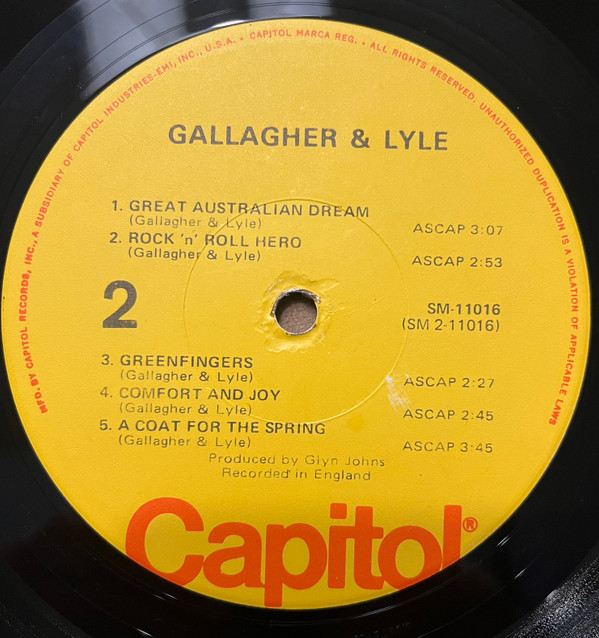 MFG. BY CAPITOL RECORDS, INC., A SUBSIDIARY OF CAPITOL INDUSTRIES-EMI, INC., U.S.A. • CAPITOL MARCA REG. • ALL RIGHTS RESERVED. UNAUTHORIZED DUPLICATION IS A VIOLATION OF APPLICABLE LAWS
GALLAGHER & LYLE
1. GREAT AUSTRALIAN DREAM
(Gallagher & Lyle) ASCAP 3:07
2. ROCK 'n' ROLL HERO
(Gallagher & Lyle) ASCAP 2:53
2
SM-11016
(SM 2-11016)
3. GREENFINGERS
(Gallagher & Lyle) ASCAP 2:27
4. COMFORT AND JOY
(Gallagher & Lyle) ASCAP 2:45
5. A COAT FOR THE SPRING
(Gallagher & Lyle) ASCAP 3:45
Produced by Glyn Johns
Recorded in England
Capitol®